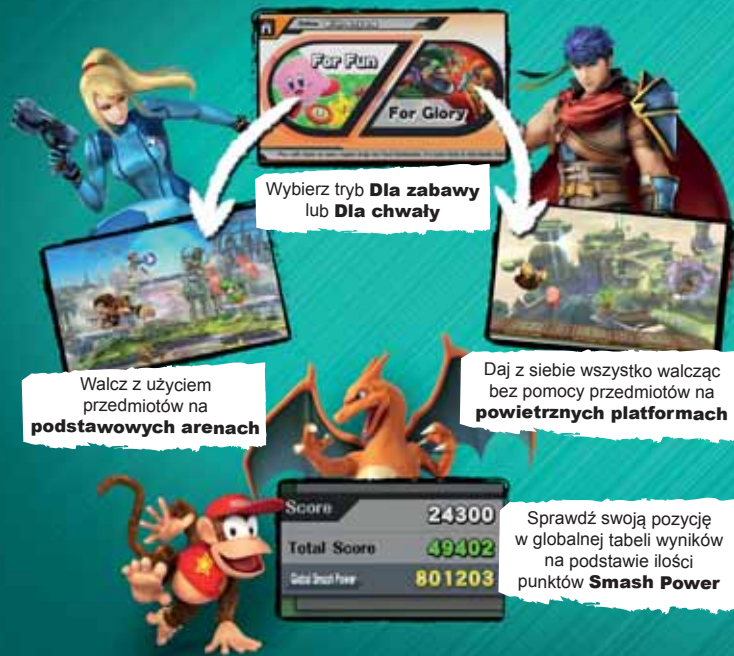 For Fun
For Glory
Wybierz tryb Dla zabawy
lub Dla chwały
Walcz z użyciem
przedmiotów na
podstawowych arenach
Daj z siebie wszystko walcząc
bez pomocy przedmiotów na
powietrznych platformach
Score 24300
Total Score 49402
Global Smash Power 801203
Sprawdź swoją pozycję
w globalnej tabeli wyników
na podstawie ilości
punktów Smash Power